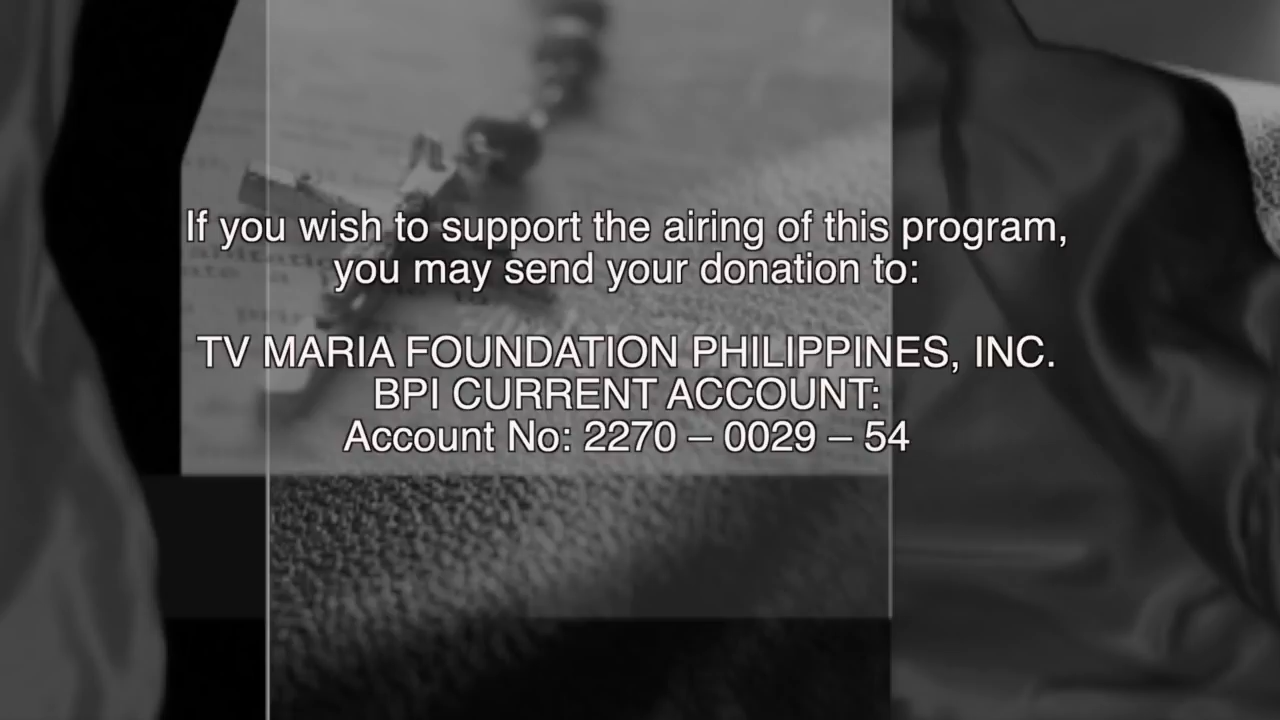 If you wish to support the airing of this program,
you may send your donation to:
TV MARIA FOUNDATION PHILIPPINES, INC.
BPI CURRENT ACCOUNT:
Account No: 2270 – 0029 – 54